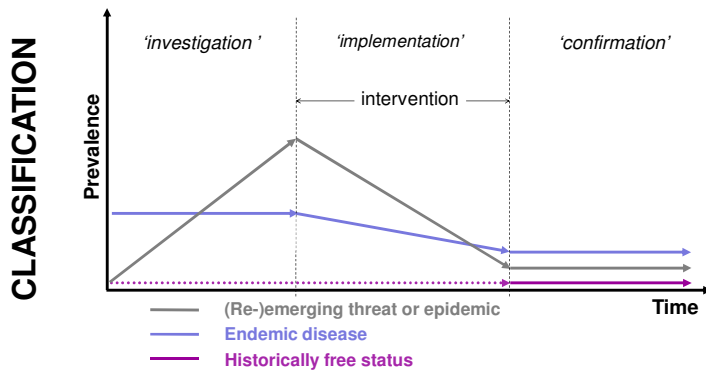 CLASSIFICATION
Prevalence
'investigation '
'implementation'
'confirmation'
intervention
Time
(Re-)emerging threat or epidemic
Endemic disease
Historically free status